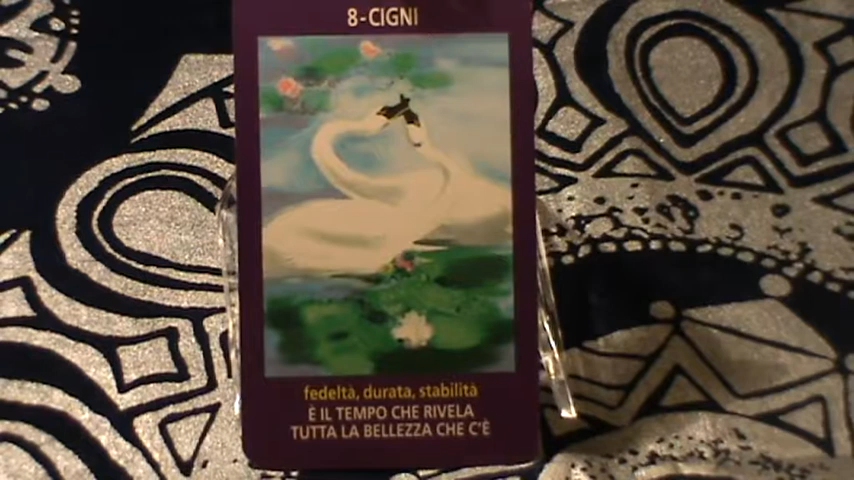 8-CIGNI
fedeltà, durata, stabilità
È IL TEMPO CHE RIVELA
TUTTA LA BELLEZZA CHE C'È